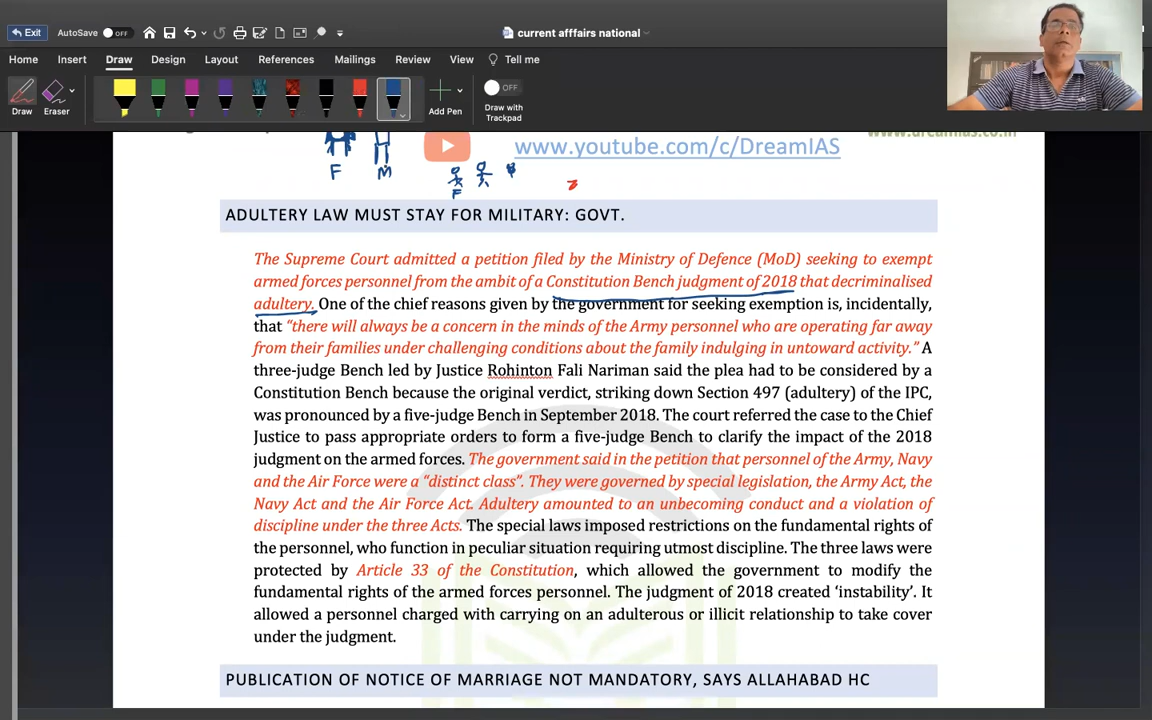 Exit
AutoSave OFF
current afffairs national
Home Insert Draw Design Layout References Mailings Review View Tell me
OFF
Draw Eraser Add Pen Draw with
Trackpad
www.dreamias.co.in
www.youtube.com/c/DreamIAS
F M
F
ADULTERY LAW MUST STAY FOR MILITARY: GOVT.
The Supreme Court admitted a petition filed by the Ministry of Defence (MoD) seeking to exempt
armed forces personnel from the ambit of a Constitution Bench judgment of 2018 that decriminalised
adultery. One of the chief reasons given by the government for seeking exemption is, incidentally,
that “there will always be a concern in the minds of the Army personnel who are operating far away
from their families under challenging conditions about the family indulging in untoward activity.” A
three-judge Bench led by Justice Rohinton Fali Nariman said the plea had to be considered by a
Constitution Bench because the original verdict, striking down Section 497 (adultery) of the IPC,
was pronounced by a five-judge Bench in September 2018. The court referred the case to the Chief
Justice to pass appropriate orders to form a five-judge Bench to clarify the impact of the 2018
judgment on the armed forces. The government said in the petition that personnel of the Army, Navy
and the Air Force were a “distinct class”. They were governed by special legislation, the Army Act, the
Navy Act and the Air Force Act. Adultery amounted to an unbecoming conduct and a violation of
discipline under the three Acts. The special laws imposed restrictions on the fundamental rights of
the personnel, who function in peculiar situation requiring utmost discipline. The three laws were
protected by Article 33 of the Constitution, which allowed the government to modify the
fundamental rights of the armed forces personnel. The judgment of 2018 created ‘instability’. It
allowed a personnel charged with carrying on an adulterous or illicit relationship to take cover
under the judgment.
PUBLICATION OF NOTICE OF MARRIAGE NOT MANDATORY, SAYS ALLAHABAD HC